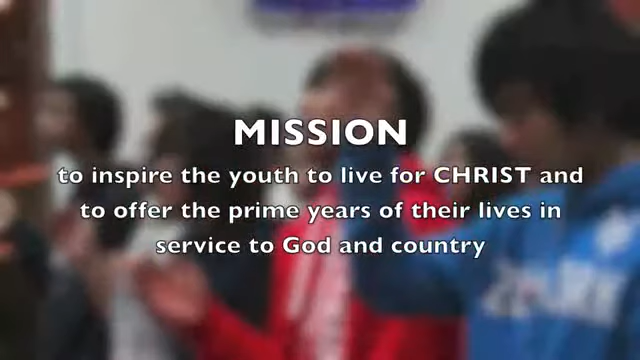 MISSION
to inspire the youth to live for CHRIST and
to offer the prime years of their lives in
service to God and country